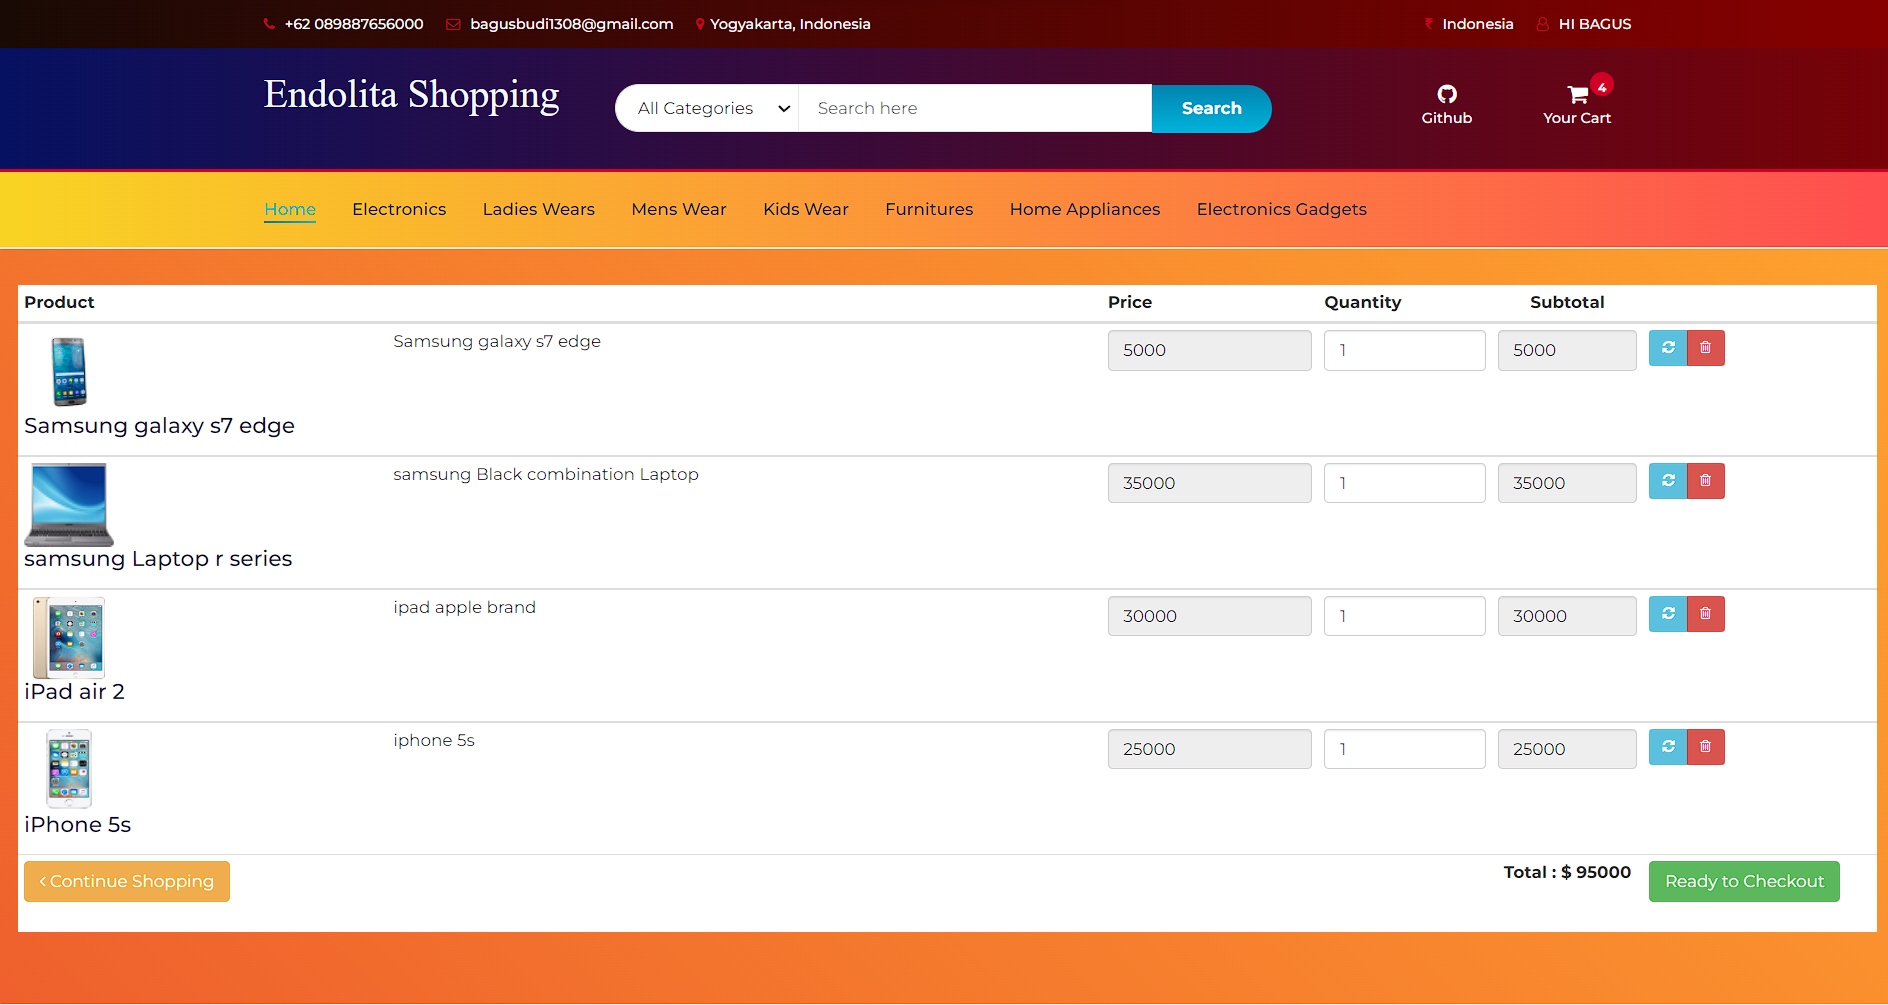 +62 089887656000 bagusbudi1308@gmail.com Yogyakarta, Indonesia Indonesia HI BAGUS
Endolita Shopping All Categories Search here Search Github 4 Your Cart
Home Electronics Ladies Wears Mens Wear Kids Wear Furnitures Home Appliances Electronics Gadgets
Product Price Quantity Subtotal
Samsung galaxy s7 edge 5000 1 5000
Samsung galaxy s7 edge
samsung Black combination Laptop 35000 1 35000
samsung Laptop r series
ipad apple brand 30000 1 30000
iPad air 2
iphone 5s 25000 1 25000
iPhone 5s
Continue Shopping Total : $ 95000 Ready to Checkout